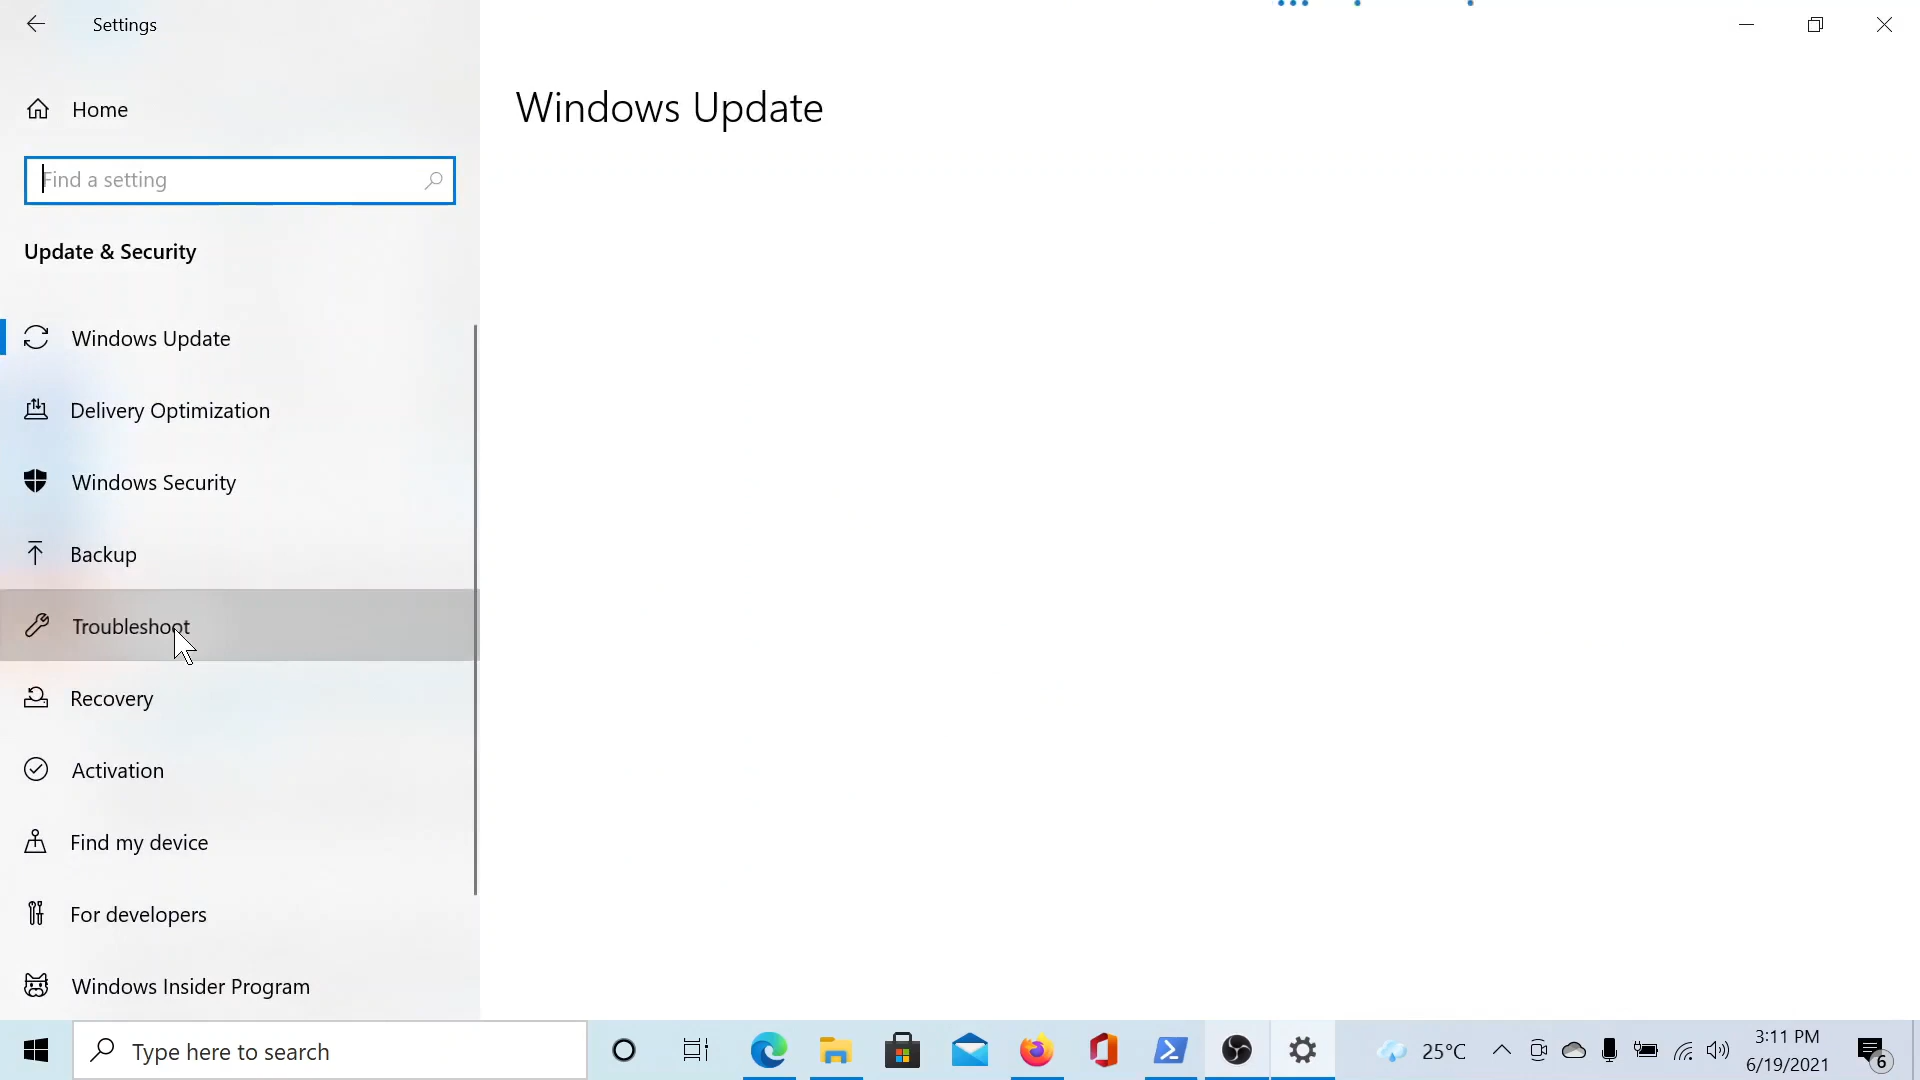 Settings
Home
Find a setting
Update & Security
Windows Update
Delivery Optimization
Windows Security
Backup
Troubleshoot
Recovery
Activation
Find my device
For developers
Windows Insider Program
Windows Update
Type here to search
25°C
3:11 PM
6/19/2021
6